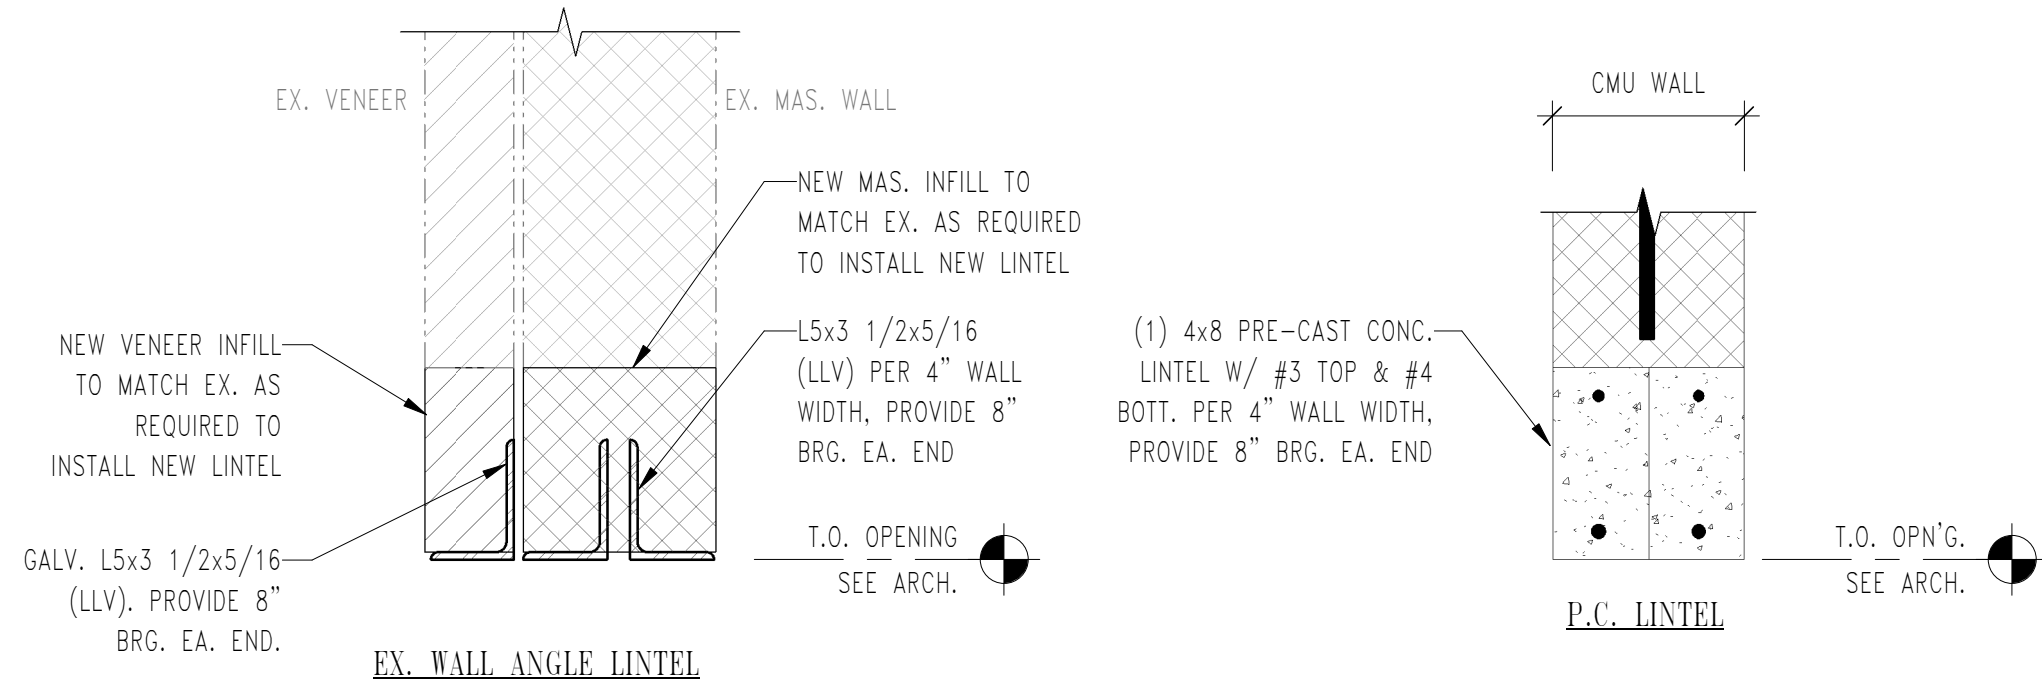 EX. VENEER
EX. MAS. WALL
NEW MAS. INFILL TO
MATCH EX. AS REQUIRED
TO INSTALL NEW LINTEL
L5x3 1/2x5/16
(LLV) PER 4" WALL
WIDTH, PROVIDE 8"
BRG. EA. END
NEW VENEER INFILL
TO MATCH EX. AS
REQUIRED TO
INSTALL NEW LINTEL
GALV. L5x3 1/2x5/16
(LLV). PROVIDE 8"
BRG. EA. END.
T.O. OPENING
SEE ARCH.
EX. WALL ANGLE LINTEL
CMU WALL
(1) 4x8 PRE-CAST CONC.
LINTEL W/ #3 TOP & #4
BOTT. PER 4" WALL WIDTH,
PROVIDE 8" BRG. EA. END
T.O. OPN'G.
SEE ARCH.
P.C. LINTEL